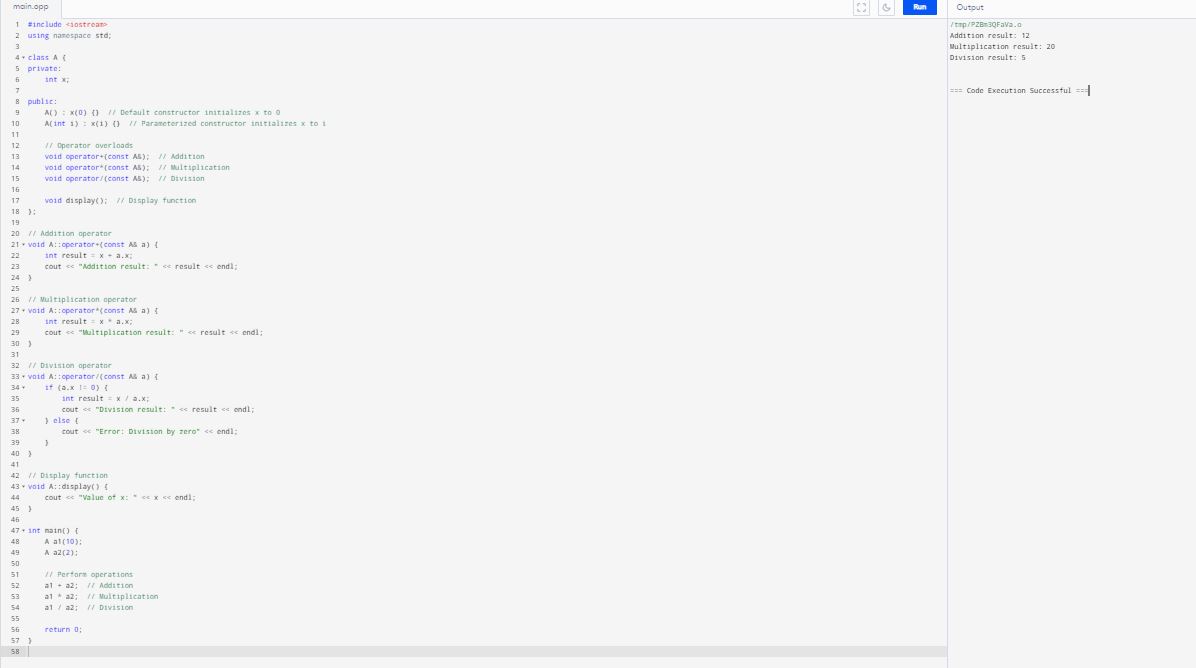 main.cpp
Run
Output
1 #include <iostream>
2 using namespace std;
3
4 class A {
5 private:
6     int x;
7
8 public:
9     A() : x(0) {}  // Default constructor initializes x to 0
10     A(int i) : x(i) {}  // Parameterized constructor initializes x to i
11
12     // Operator overloads
13     void operator+(const A&);  // Addition
14     void operator*(const A&);  // Multiplication
15     void operator/(const A&);  // Division
16
17     void display();  // Display function
18 };
19
20 // Addition operator
21 void A::operator+(const A& a) {
22     int result = x + a.x;
23     cout << "Addition result: " << result << endl;
24 }
25
26 // Multiplication operator
27 void A::operator*(const A& a) {
28     int result = x * a.x;
29     cout << "Multiplication result: " << result << endl;
30 }
31
32 // Division operator
33 void A::operator/(const A& a) {
34     if (a.x != 0) {
35         int result = x / a.x;
36         cout << "Division result: " << result << endl;
37     } else {
38         cout << "Error: Division by zero" << endl;
39     }
40 }
41
42 // Display function
43 void A::display() {
44     cout << "Value of x: " << x << endl;
45 }
46
47 int main() {
48     A a1(10);
49     A a2(2);
50
51     // Perform operations
52     a1 + a2;  // Addition
53     a1 * a2;  // Multiplication
54     a1 / a2;  // Division
55
56     return 0;
57 }
58
/tmp/PZBm3QFaVa.o
Addition result: 12
Multiplication result: 20
Division result: 5
=== Code Execution Successful ===